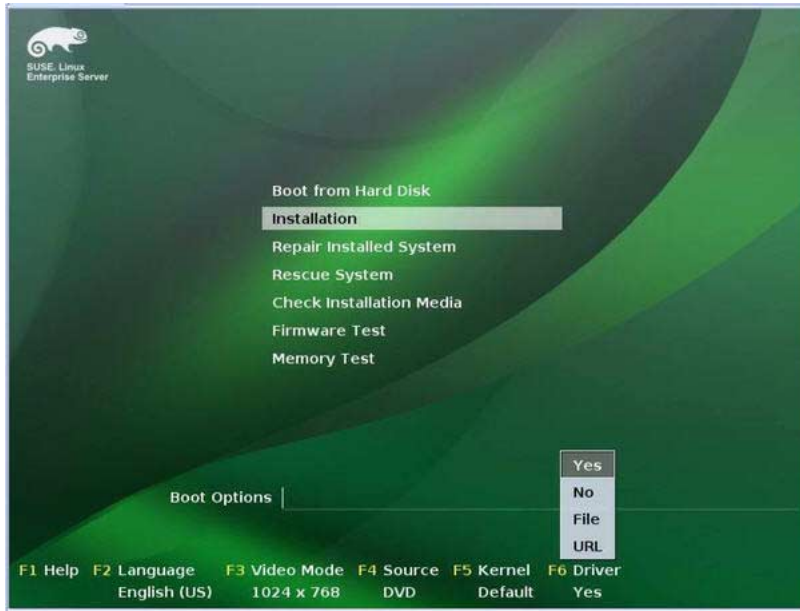 SUSE. Linux
Enterprise Server
Boot from Hard Disk
Installation
Repair Installed System
Rescue System
Check Installation Media
Firmware Test
Memory Test
Boot Options
Yes
No
File
URL
F1 Help F2 Language F3 Video Mode F4 Source F5 Kernel F6 Driver
English (US) 1024 x 768 DVD Default Yes